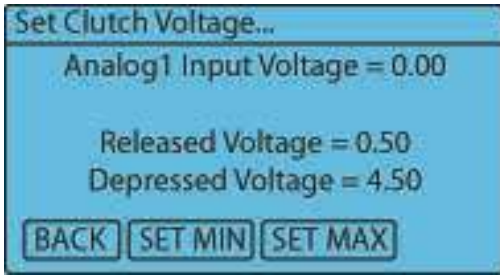 Set Clutch Voltage...
Analog1 Input Voltage = 0.00
Released Voltage = 0.50
Depressed Voltage = 4.50
BACK SET MIN SET MAX